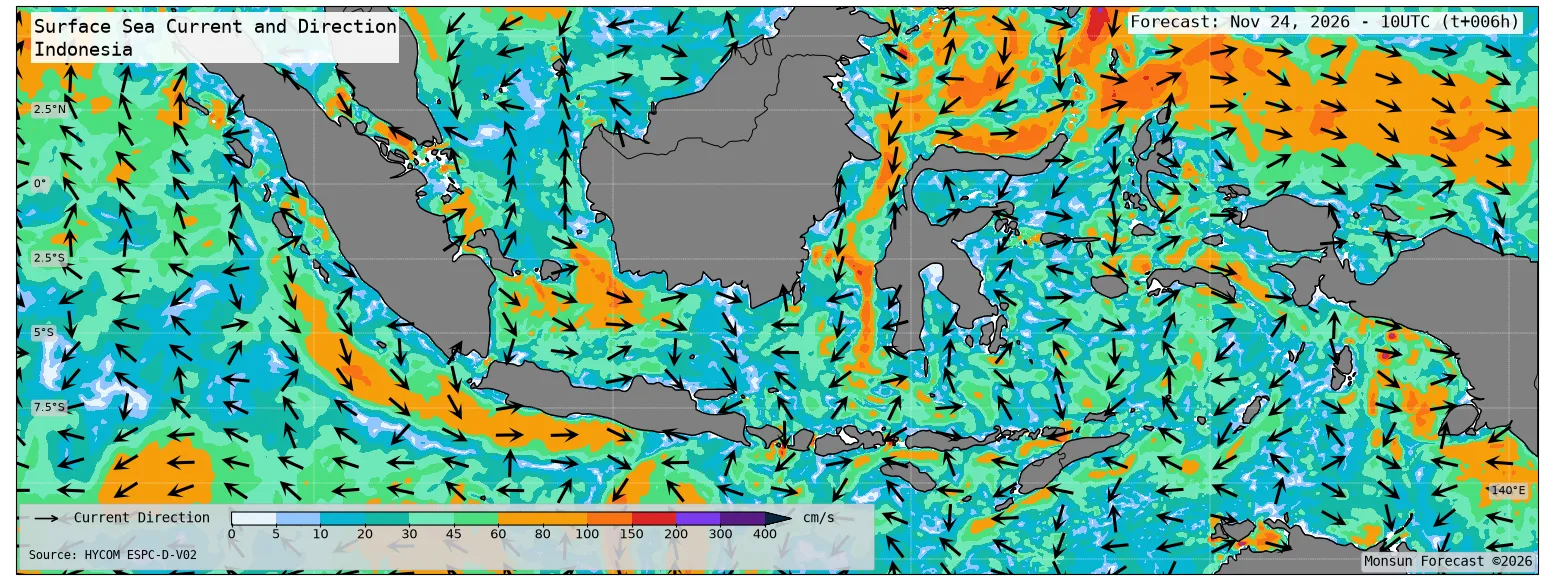 Surface Sea Current and Direction
Indonesia
Forecast: Nov 24, 2026 - 10UTC (t+006h)
2.5°N
0°
2.5°S
5°S
7.5°S
140°E
Current Direction
0 5 10 20 30 45 60 80 100 150 200 300 400 cm/s
Source: HYCOM ESPC-D-V02
Monsun Forecast ©2026